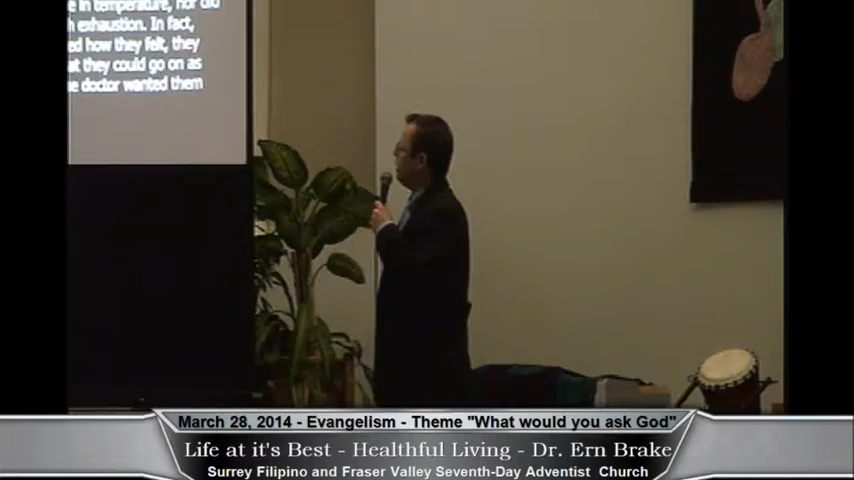 e in temperature, nor did
h exhaustion. In fact,
ed how they felt, they
at they could go on as
e doctor wanted them
March 28, 2014 - Evangelism - Theme "What would you ask God"
Life at it's Best - Healthful Living - Dr. Ern Brake
Surrey Filipino and Fraser Valley Seventh-Day Adventist Church